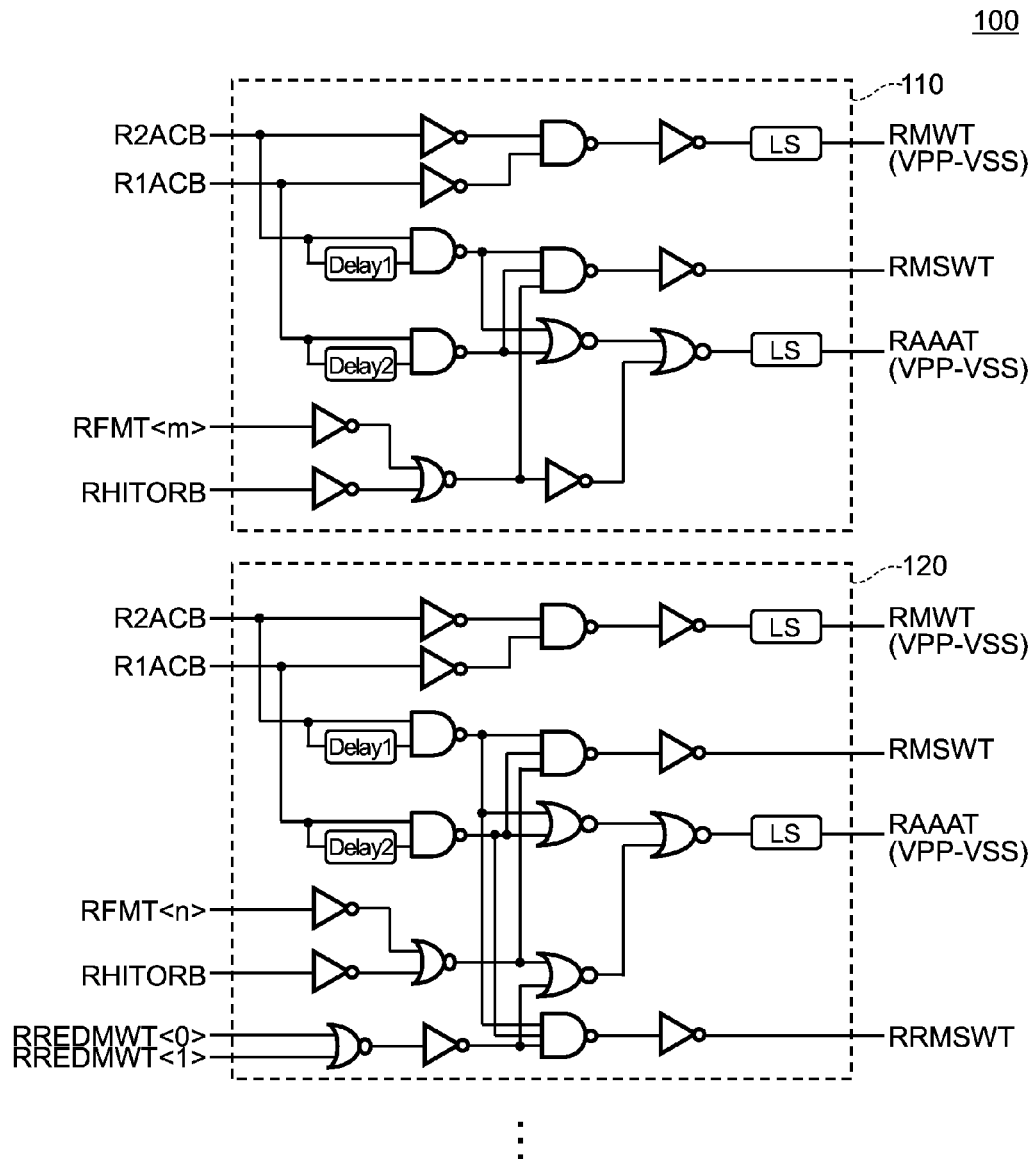 100
110
R2ACB
R1ACB
LS
RMWT
(VPP-VSS)
Delay1
RMSWT
Delay2
LS
RAAAT
(VPP-VSS)
RFMT<m>
RHITORB
120
R2ACB
R1ACB
LS
RMWT
(VPP-VSS)
Delay1
RMSWT
Delay2
LS
RAAAT
(VPP-VSS)
RFMT<n>
RHITORB
RREDMWT<0>
RREDMWT<1>
RRMSWT